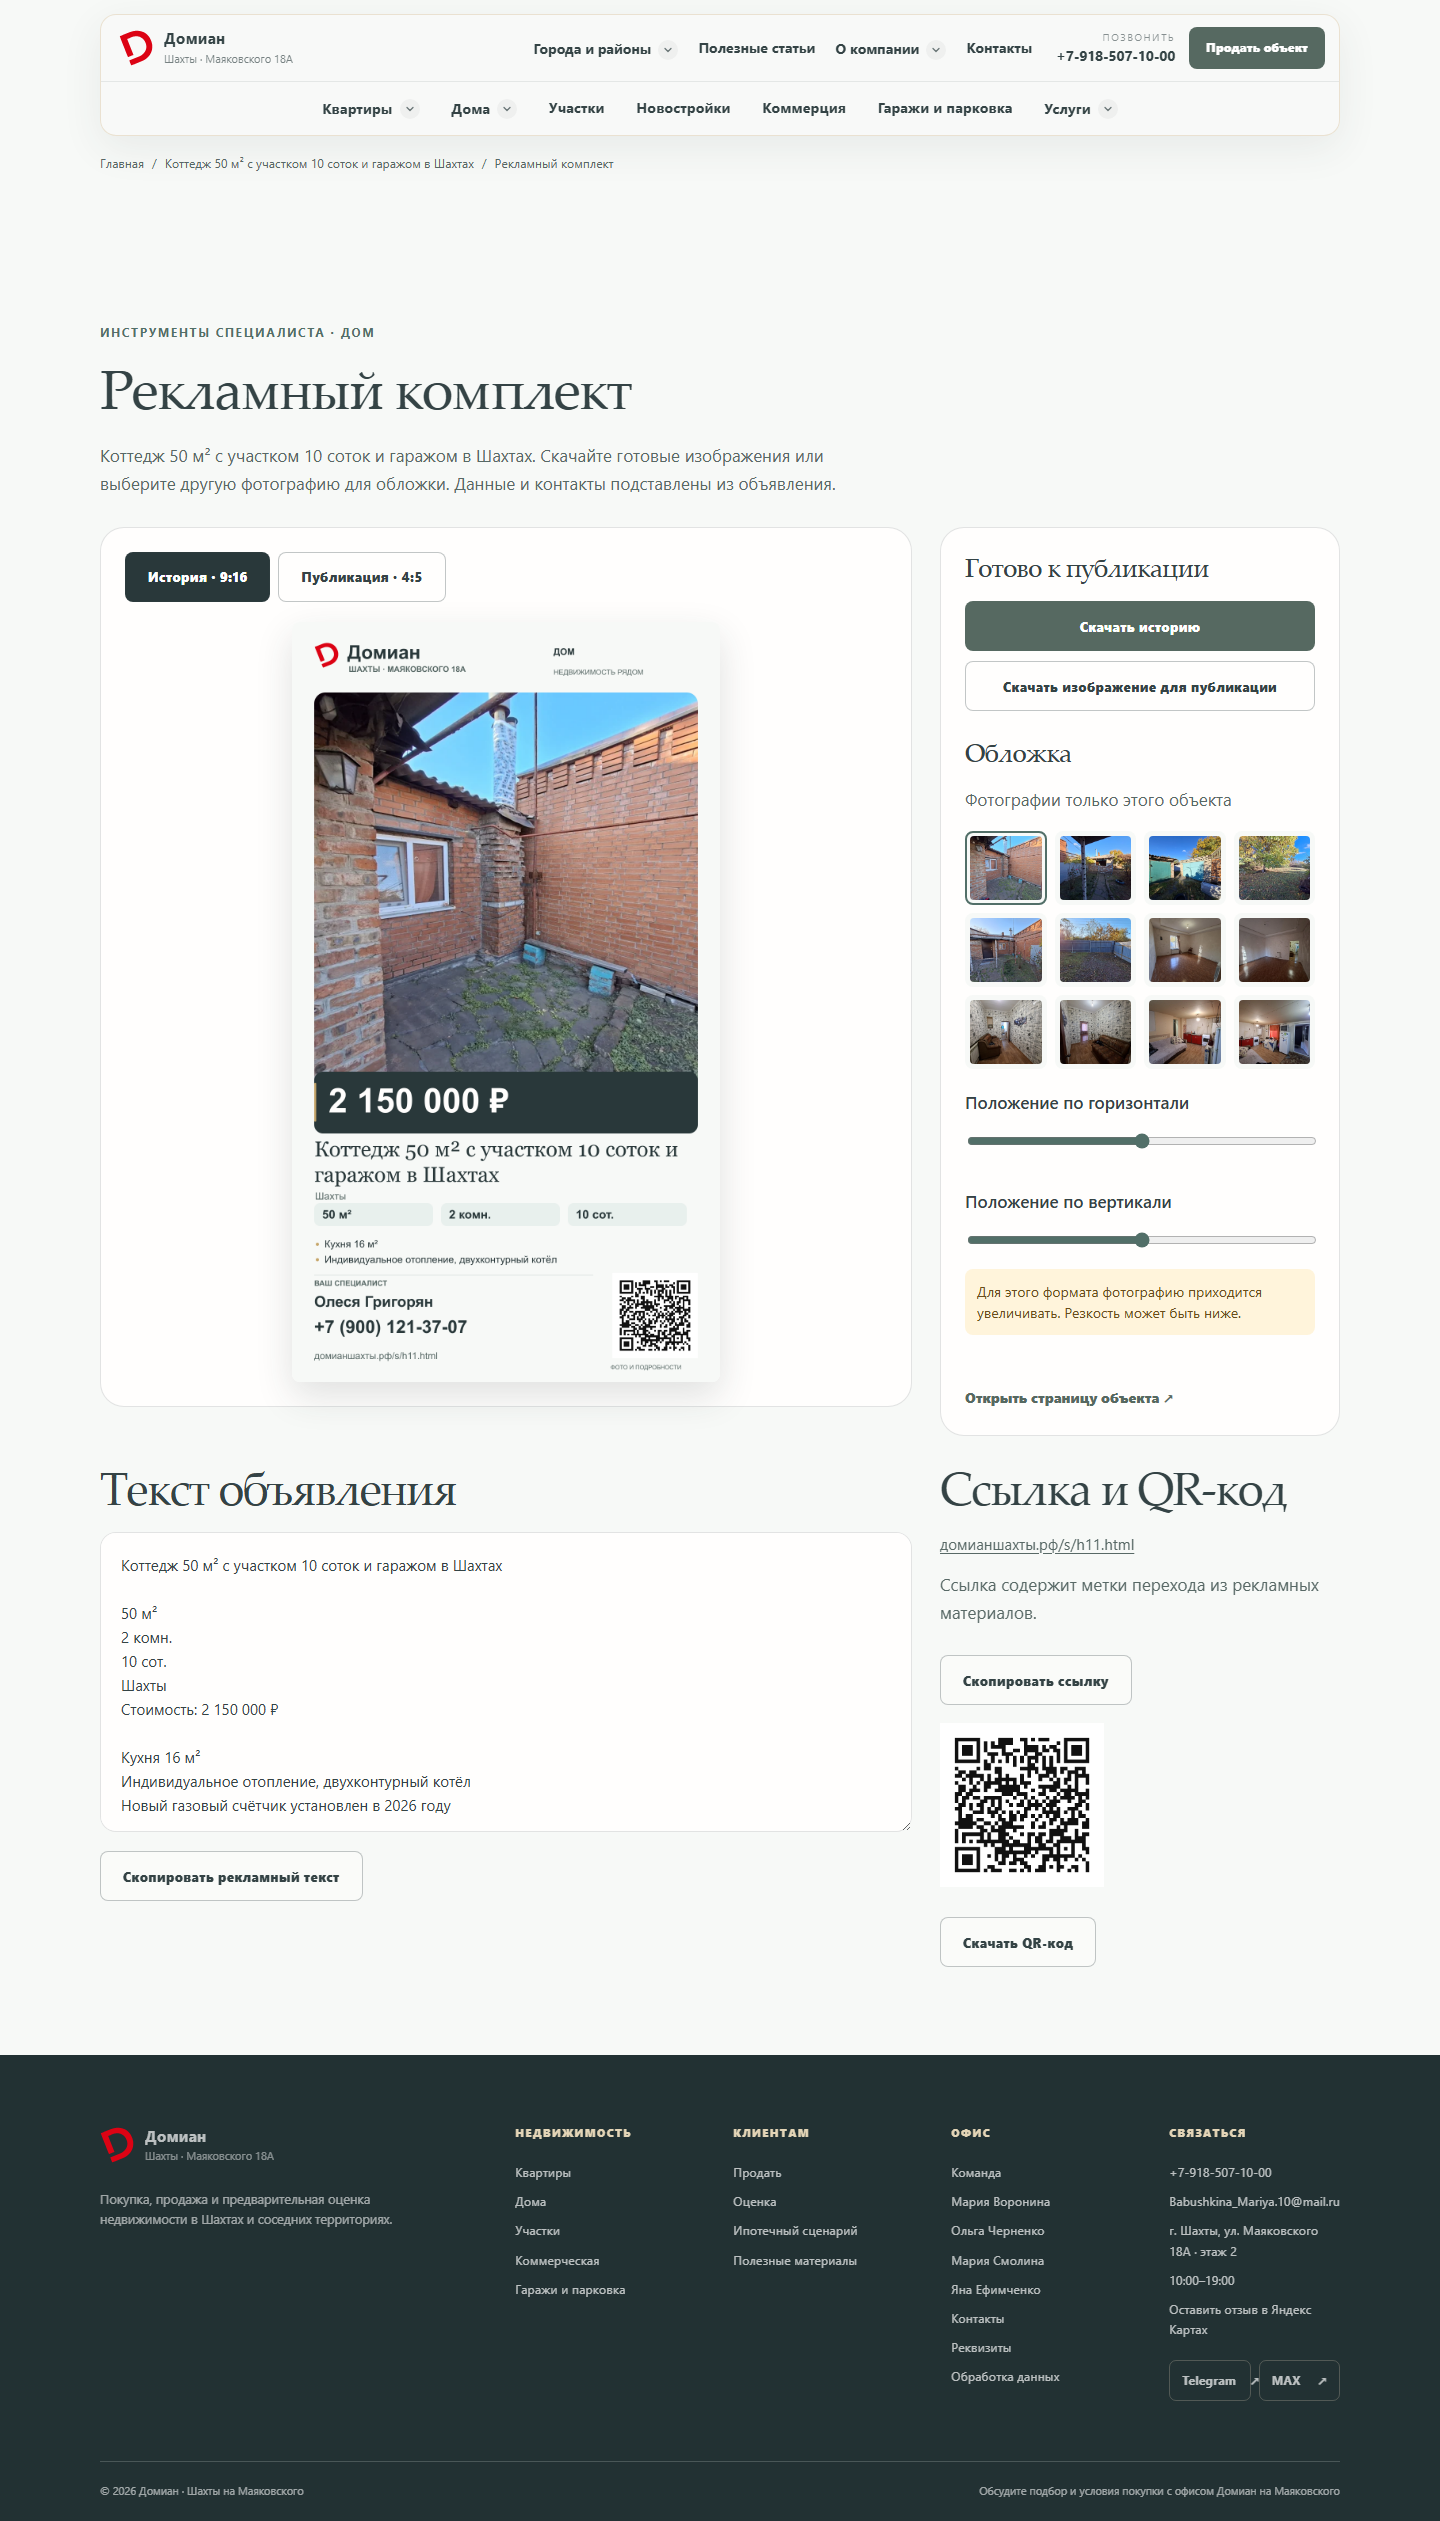 Домиан
Шахты · Маяковского 18А
Города и районы
Полезные статьи
О компании
Контакты
ПОЗВОНИТЬ
+7-918-507-10-00
Продать объект
Квартиры
Дома
Участки
Новостройки
Коммерция
Гаражи и парковка
Услуги
Главная / Коттедж 50 м² с участком 10 соток и гаражом в Шахтах / Рекламный комплект
ИНСТРУМЕНТЫ СПЕЦИАЛИСТА · ДОМ
Рекламный комплект
Коттедж 50 м² с участком 10 соток и гаражом в Шахтах. Скачайте готовые изображения или
выберите другую фотографию для обложки. Данные и контакты подставлены из объявления.
История · 9:16
Публикация · 4:5
Домиан
ШАХТЫ · МАЯКОВСКОГО 18А
ДОМ
НЕДВИЖИМОСТЬ РЯДОМ
2 150 000 ₽
Коттедж 50 м² с участком 10 соток и
гаражом в Шахтах
Шахты
50 м²
2 комн.
10 сот.
• Кухня 16 м²
• Индивидуальное отопление, двухконтурный котёл
ВАШ СПЕЦИАЛИСТ
Олеся Григорян
+7 (900) 121-37-07
домианшахты.рф/s/h11.html
ФОТО И ПОДРОБНОСТИ
Готово к публикации
Скачать историю
Скачать изображение для публикации
Обложка
Фотографии только этого объекта
Положение по горизонтали
Положение по вертикали
Для этого формата фотографию приходится
увеличивать. Резкость может быть ниже.
Открыть страницу объекта ↗
Текст объявления
Коттедж 50 м² с участком 10 соток и гаражом в Шахтах
50 м²
2 комн.
10 сот.
Шахты
Стоимость: 2 150 000 ₽
Кухня 16 м²
Индивидуальное отопление, двухконтурный котёл
Новый газовый счётчик установлен в 2026 году
Скопировать рекламный текст
Ссылка и QR-код
домианшахты.рф/s/h11.html
Ссылка содержит метки перехода из рекламных
материалов.
Скопировать ссылку
Скачать QR-код
Домиан
Шахты · Маяковского 18А
Покупка, продажа и предварительная оценка
недвижимости в Шахтах и соседних территориях.
НЕДВИЖИМОСТЬ
Квартиры
Дома
Участки
Коммерческая
Гаражи и парковка
КЛИЕНТАМ
Продать
Оценка
Ипотечный сценарий
Полезные материалы
ОФИС
Команда
Мария Воронина
Ольга Черненко
Мария Смолина
Яна Ефимченко
Контакты
Реквизиты
Обработка данных
СВЯЗАТЬСЯ
+7-918-507-10-00
Babushkina_Mariya.10@mail.ru
г. Шахты, ул. Маяковского
18А · этаж 2
10:00–19:00
Оставить отзыв в Яндекс
Картах
Telegram ↗
MAX ↗
© 2026 Домиан · Шахты на Маяковского
Обсудите подбор и условия покупки с офисом Домиан на Маяковского